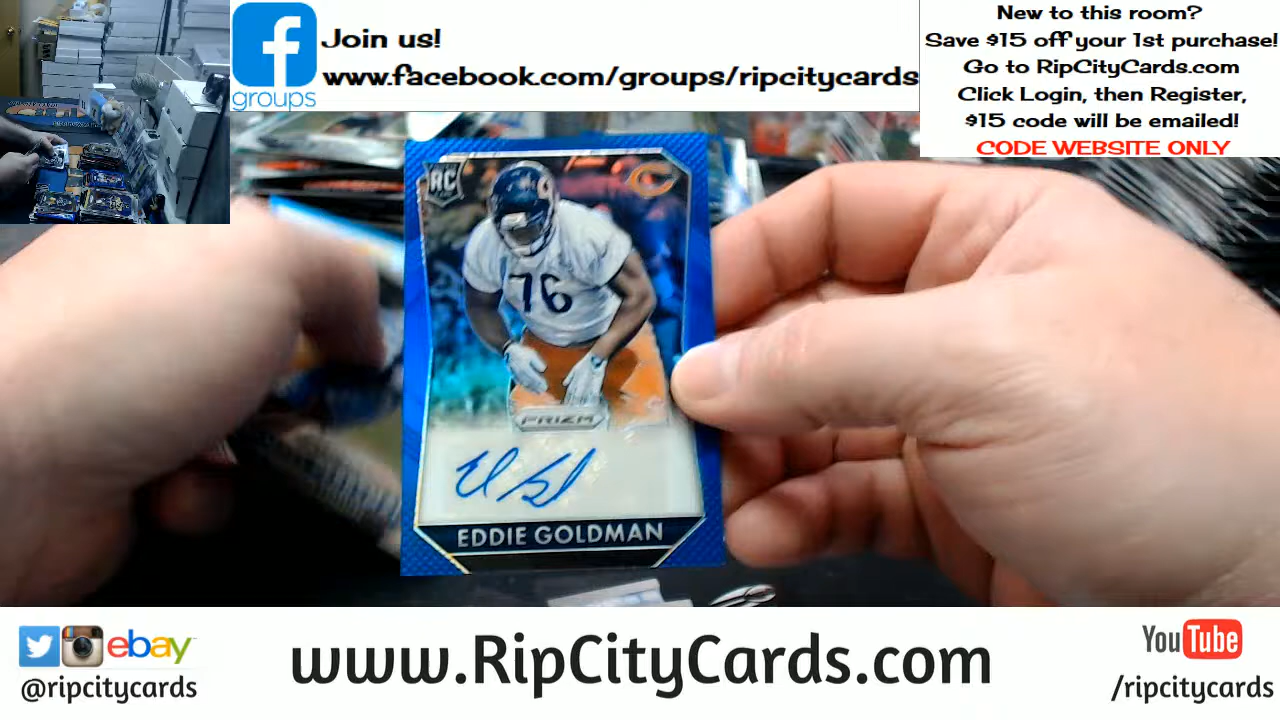 Join us!
www.facebook.com/groups/ripcitycards
groups
New to this room?
Save $15 off your 1st purchase!
Go to RipCityCards.com
Click Login, then Register,
$15 code will be emailed!
CODE WEBSITE ONLY
RC
76
PRIZM
EDDIE GOLDMAN
ebay
@ripcitycards
www.RipCityCards.com
YouTube
/ripcitycards